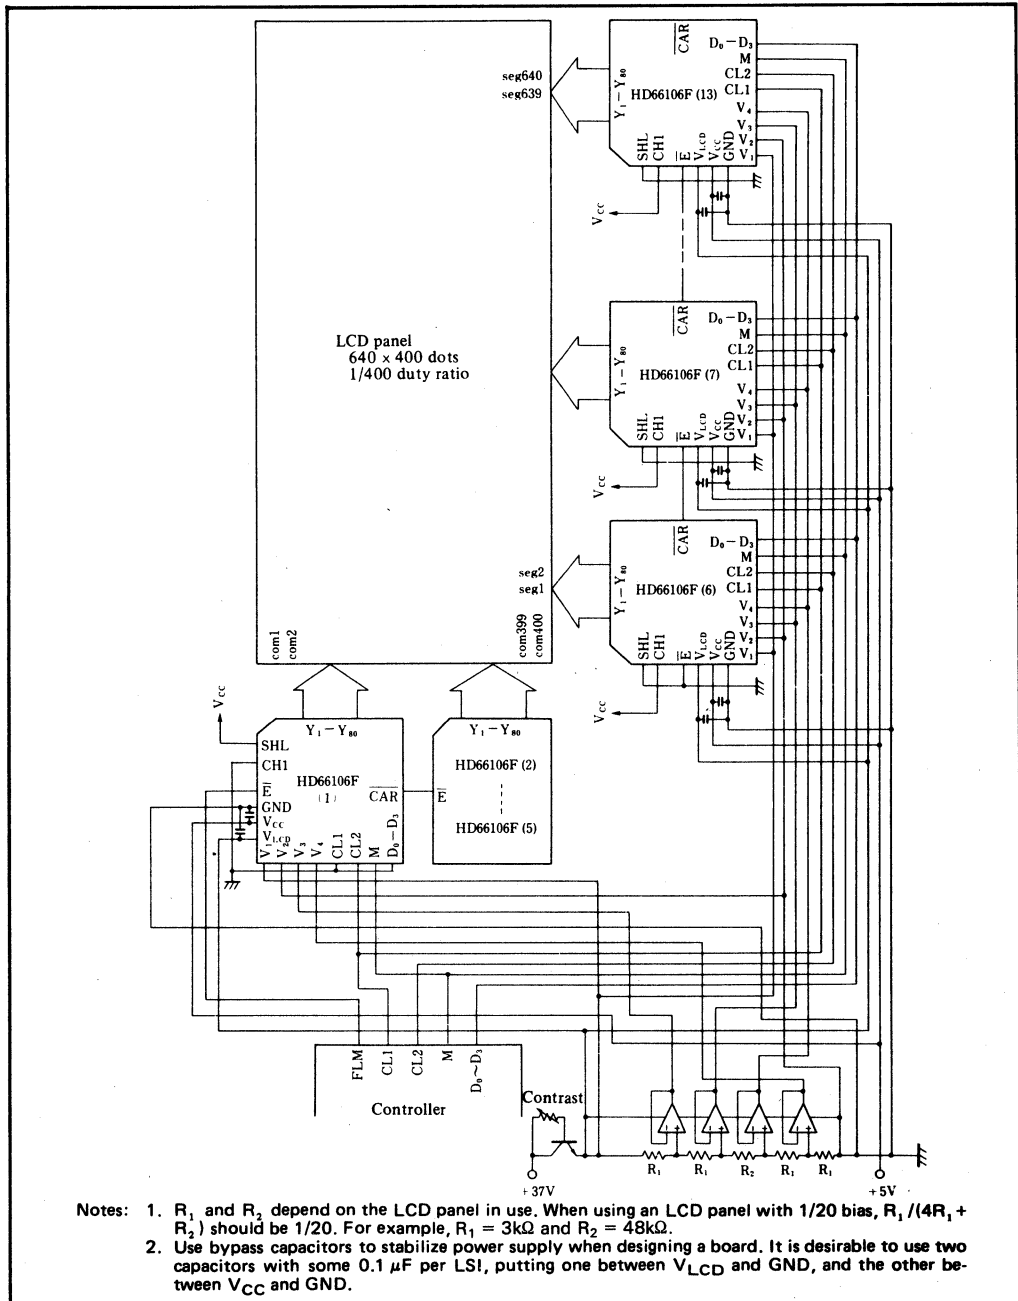 CAR
D₀–D₃
M
CL2
CL1
V₄
V₃
V₂
V₁
seg640
seg639
Y₁–Y₈₀
HD66106F (13)
SHL
CH1
E
V_LCD
V_CC
GND
Vcc
LCD panel
640 x 400 dots
1/400 duty ratio
CAR
D₀–D₃
M
CL2
CL1
V₄
V₃
V₂
V₁
Y₁–Y₈₀
HD66106F (7)
SHL
CH1
E
V_LCD
V_CC
GND
Vcc
CAR
D₀–D₃
M
CL2
CL1
V₄
V₃
V₂
V₁
seg2
seg1
Y₁–Y₈₀
HD66106F (6)
SHL
CH1
E
V_LCD
V_CC
GND
Vcc
com1
com2
com399
com400
Vcc
Y₁–Y₈₀
SHL
CH1
E
GND
Vcc
V_LCD
HD66106F
(1)
CAR
V₁
V₂
V₃
V₄
CL1
CL2
M
D₀–D₃
Y₁–Y₈₀
HD66106F (2)
E
HD66106F (5)
FLM
CL1
CL2
M
D₀~D₃
Controller
Contrast
R₁
R₁
R₂
R₁
R₁
+37V
+5V
Notes: 1. R₁ and R₂ depend on the LCD panel in use. When using an LCD panel with 1/20 bias, R₁/(4R₁ +
R₂) should be 1/20. For example, R₁ = 3kΩ and R₂ = 48kΩ.
2. Use bypass capacitors to stabilize power supply when designing a board. It is desirable to use two
capacitors with some 0.1 μF per LSI, putting one between V_LCD and GND, and the other be-
tween V_CC and GND.